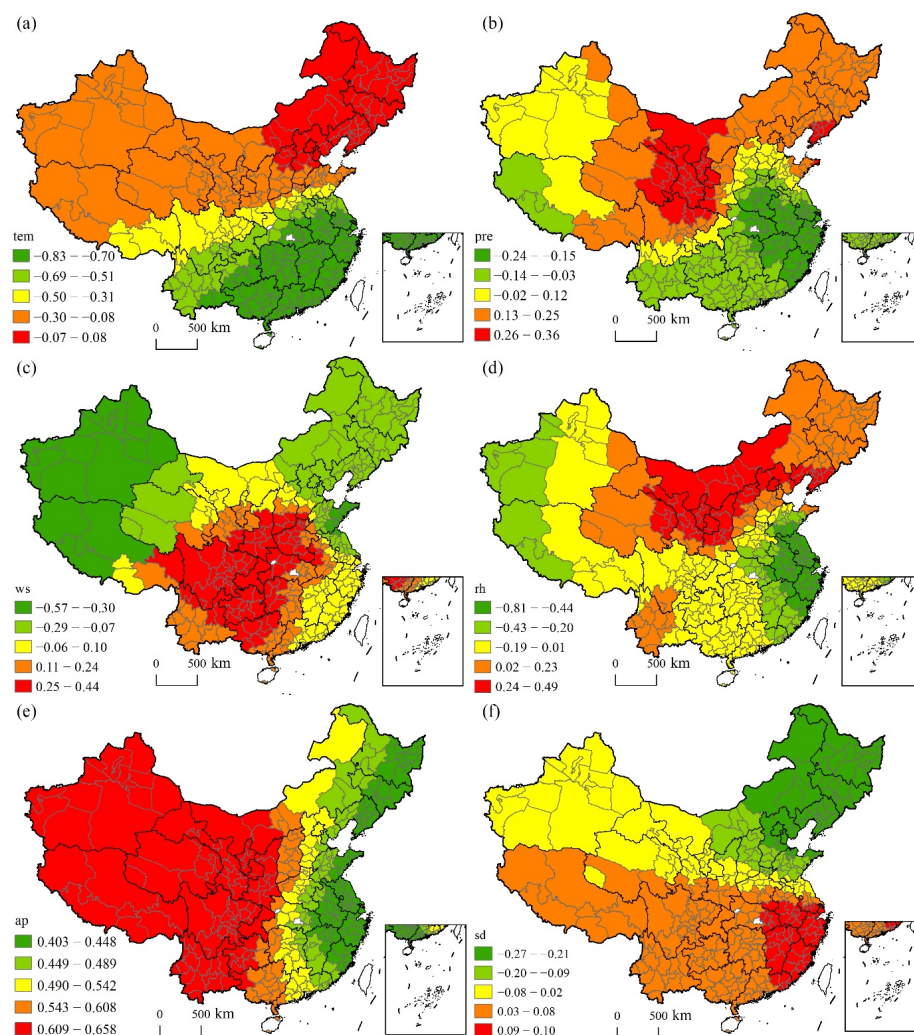 (a)
tem
−0.83 – −0.70
−0.69 – −0.51
−0.50 – −0.31
−0.30 – −0.08
−0.07 – 0.08
0 500 km
(b)
pre
−0.24 – −0.15
−0.14 – −0.03
−0.02 – 0.12
0.13 – 0.25
0.26 – 0.36
0 500 km
(c)
ws
−0.57 – −0.30
−0.29 – −0.07
−0.06 – 0.10
0.11 – 0.24
0.25 – 0.44
0 500 km
(d)
rh
−0.81 – −0.44
−0.43 – −0.20
−0.19 – 0.01
0.02 – 0.23
0.24 – 0.49
0 500 km
(e)
ap
0.403 – 0.448
0.449 – 0.489
0.490 – 0.542
0.543 – 0.608
0.609 – 0.658
0 500 km
(f)
sd
−0.27 – −0.21
−0.20 – −0.09
−0.08 – 0.02
0.03 – 0.08
0.09 – 0.10
0 500 km